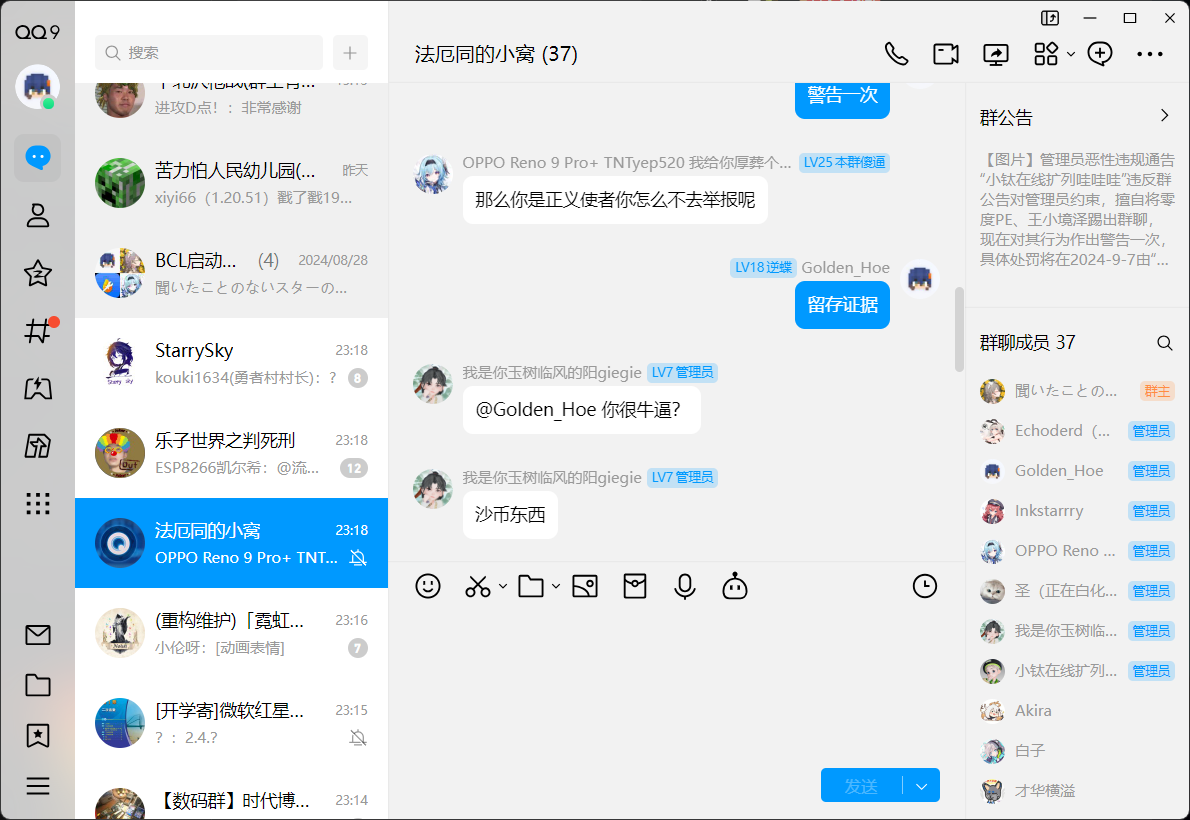 QQ9
搜索
进攻D点！：非常感谢
苦力怕人民幼儿园(...
昨天
xiyi66（1.20.51）戳了戳19...
BCL启动...
(4)
2024/08/28
聞いたことのないスターの...
StarrySky
23:18
kouki1634(勇者村村长)：?
8
乐子世界之判死刑
23:18
ESP8266凯尔希：@流...
12
法厄同的小窝
23:18
OPPO Reno 9 Pro+ TNT...
(重构维护)「霓虹...
23:16
小伦呀：[动画表情]
7
[开学寄]微软红星...
23:15
? ：2.4.?
【数码群】时代博...
23:14
法厄同的小窝 (37)
警告一次
OPPO Reno 9 Pro+ TNTyep520 我给你厚葬个...
LV25 本群傻逼
那么你是正义使者你怎么不去举报呢
LV18 逆蝶
Golden_Hoe
留存证据
我是你玉树临风的阳giegie
LV7 管理员
@Golden_Hoe 你很牛逼?
我是你玉树临风的阳giegie
LV7 管理员
沙币东西
发送
群公告
【图片】管理员恶性违规通告
“小钛在线扩列哇哇哇”违反群
公告对管理员约束，擅自将零
度PE、王小境泽踢出群聊，
现在对其行为作出警告一次，
具体处罚将在2024-9-7由“...
群聊成员 37
聞いたことの...
群主
Echoderd（...
管理员
Golden_Hoe
管理员
Inkstarrry
管理员
OPPO Reno ...
管理员
圣（正在白化...
管理员
我是你玉树临...
管理员
小钛在线扩列...
管理员
Akira
白子
才华横溢